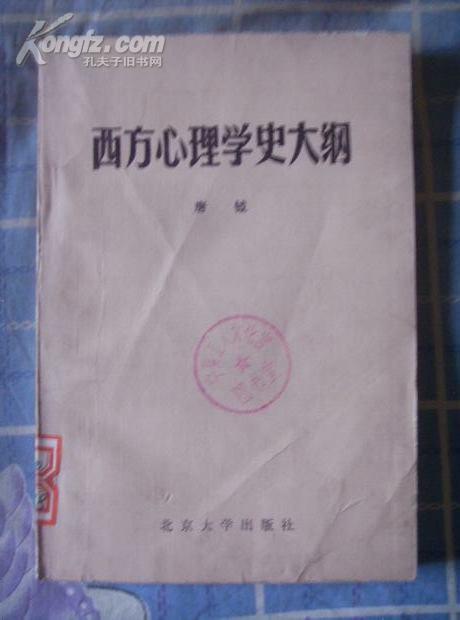 Kongfz.com
孔夫子旧书网
西方心理学史大纲
唐 钺
北京大学出版社